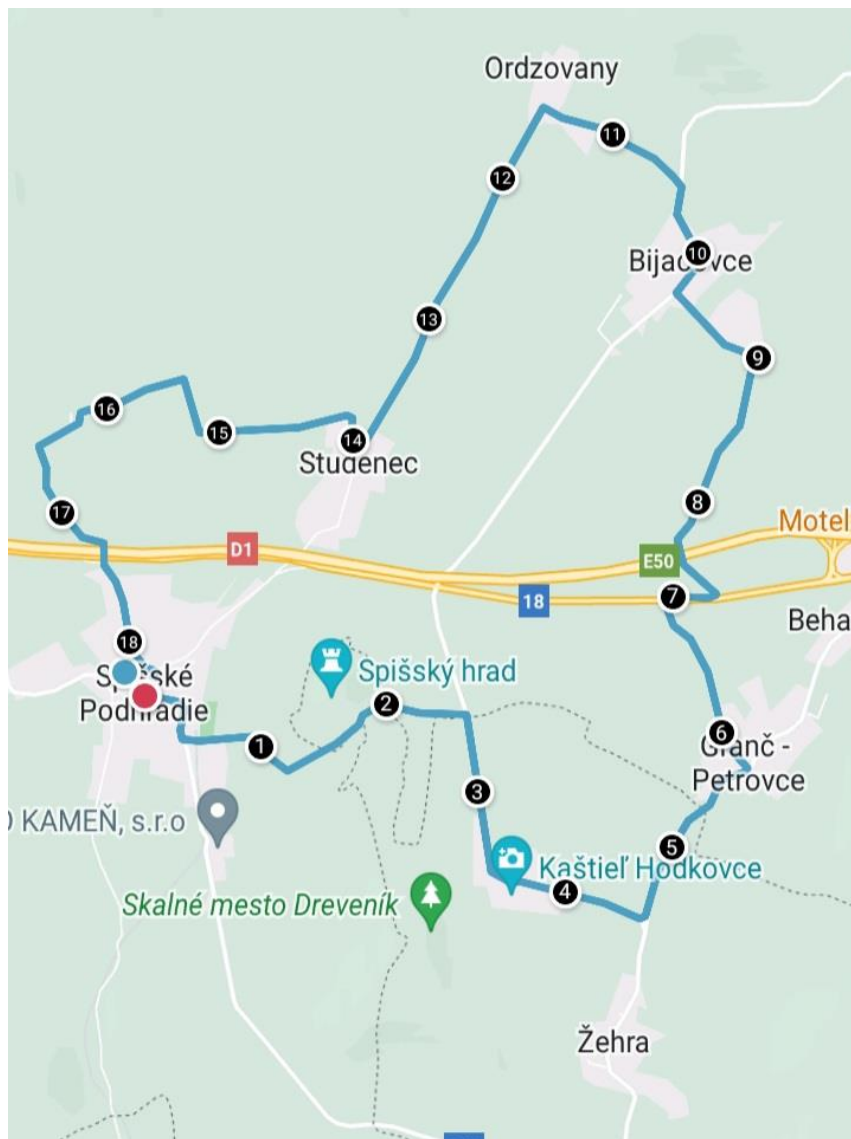 Ordzovany
11
12
10
Bijacovce
13
9
16
15
14
Studenec
8
17
Motel
D1
E50
18
7
Beha
18
Spišský hrad
Spišské
Podhradie
2
1
6
Granč -
Petrovce
3
KAMEŇ, s.r.o
5
Kaštieľ Hodkovce
4
Skalné mesto Dreveník
Žehra